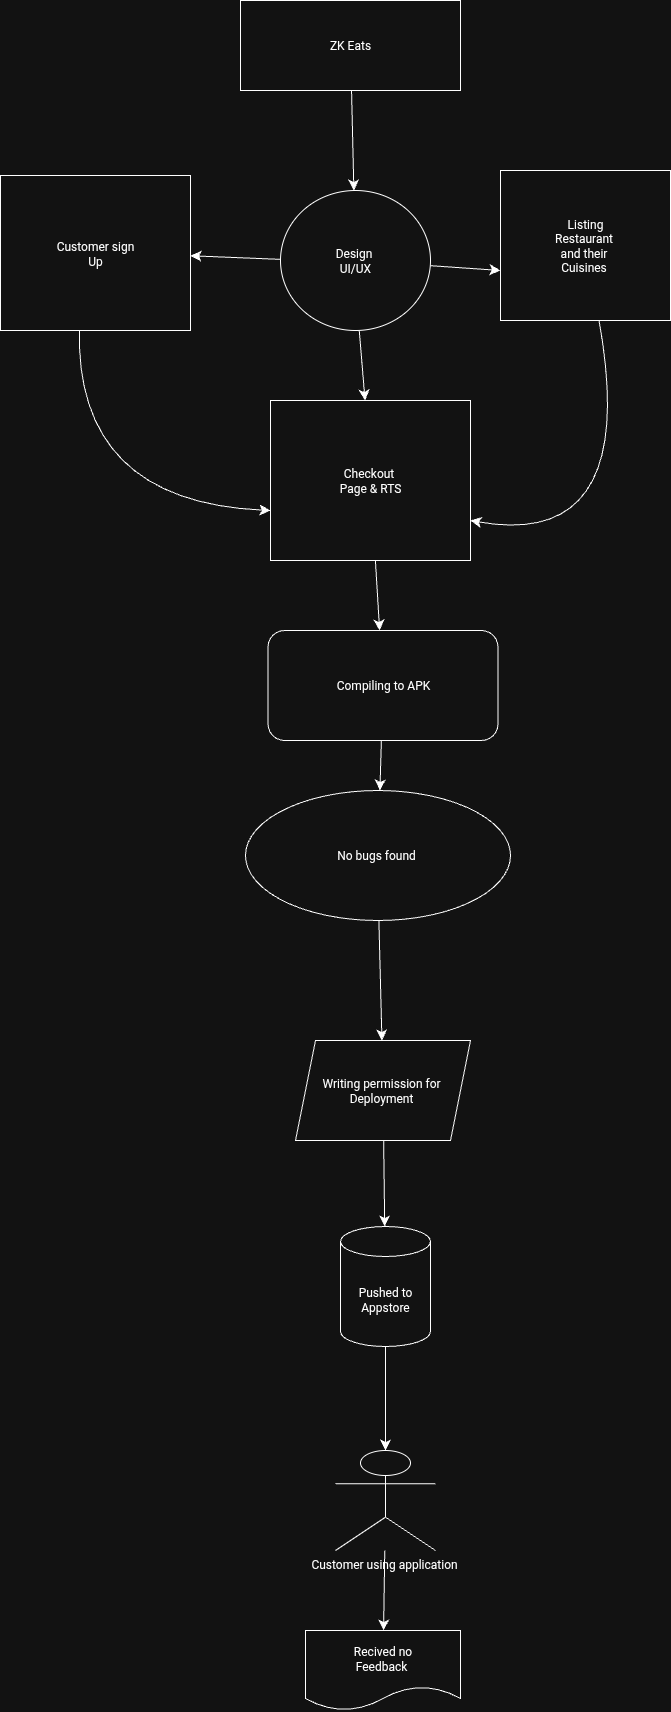 ZK Eats
Customer sign
Up
Design
UI/UX
Listing
Restaurant
and their
Cuisines
Checkout
Page & RTS
Compiling to APK
No bugs found
Writing permission for
Deployment
Pushed to
Appstore
Customer using application
Recived no
Feedback